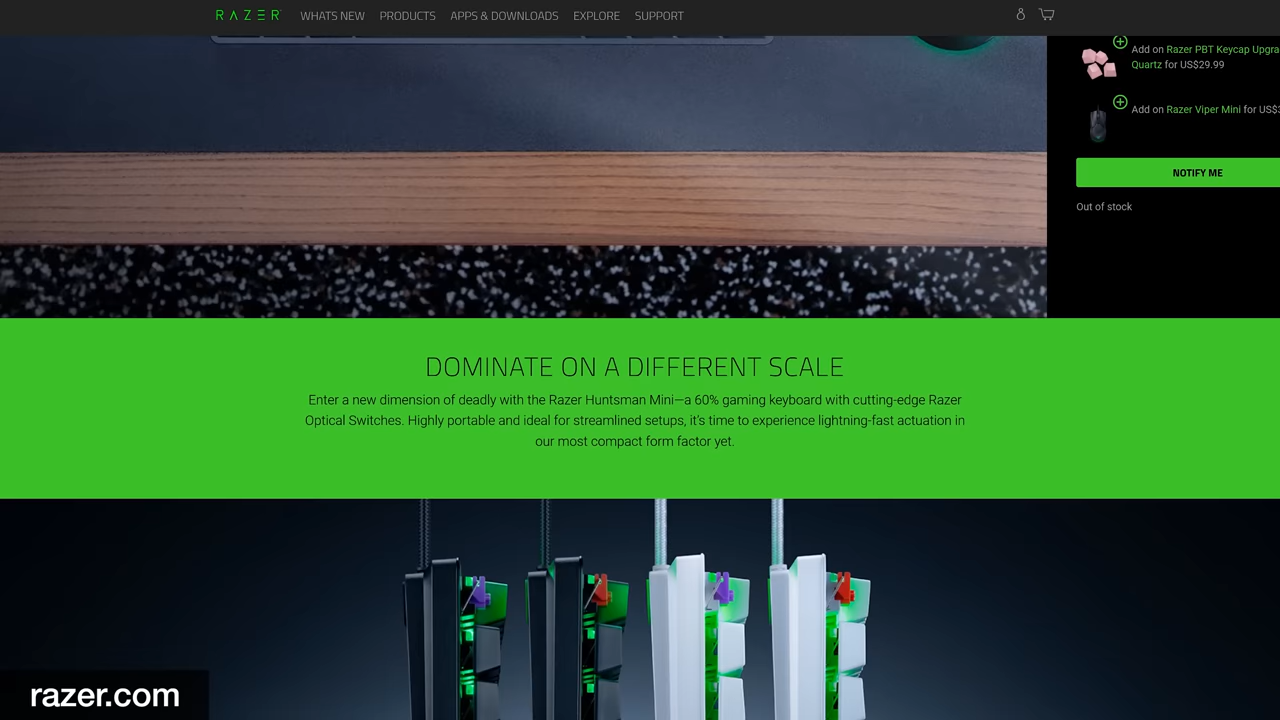 RAZER
WHATS NEW
PRODUCTS
APPS & DOWNLOADS
EXPLORE
SUPPORT
Add on Razer PBT Keycap
Quartz for US$29.99
Add on Razer Viper Mini for
NOTIFY ME
Out of stock
DOMINATE ON A DIFFERENT SCALE
Enter a new dimension of deadly with the Razer Huntsman Mini—a 60% gaming keyboard with cutting-edge Razer
Optical Switches. Highly portable and ideal for streamlined setups, it's time to experience lightning-fast actuation in
our most compact form factor yet.
razer.com